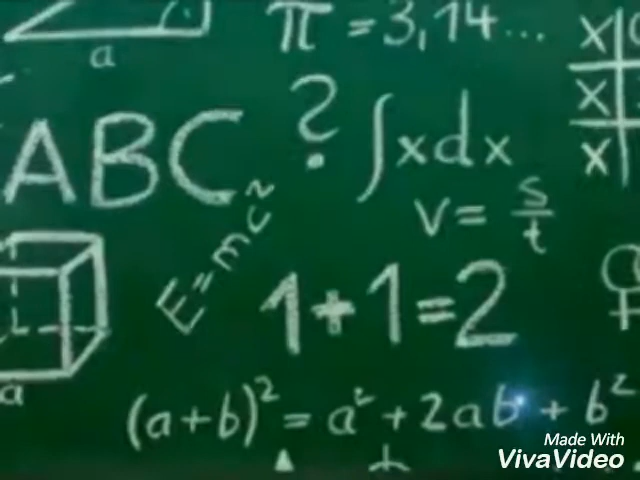 a
π = 3,14...
x
x
x
ABC
?
∫xdx
v = s/t
E=mc²
1+1=2
a
(a+b)² = a² + 2ab + b²
Made With
VivaVideo